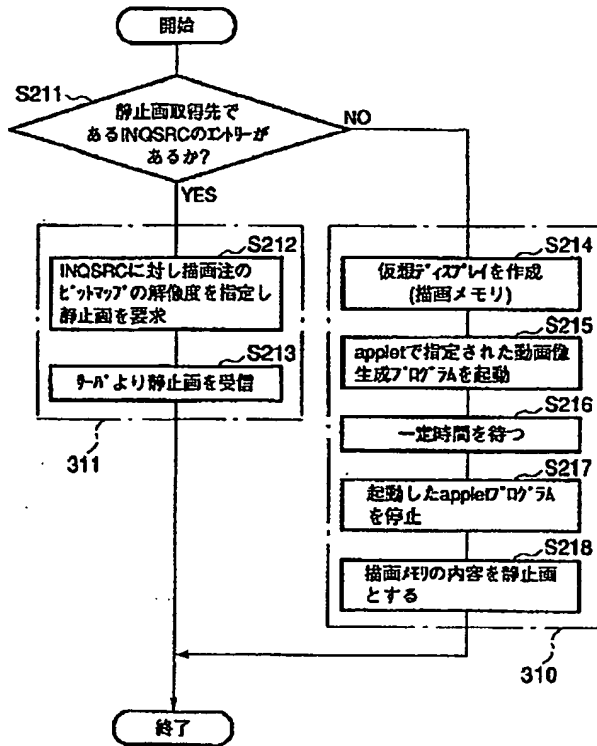 開始
S211
静止画取得先で
あるINQSRCのｴﾝﾄﾘｰが
あるか?
NO
YES
S212
INQSRCに対し描画注の
ﾋﾞｯﾄﾏｯﾌﾟの解像度を指定し
静止画を要求
S213
ｻｰﾊﾞより静止画を受信
311
S214
仮想ﾃﾞｨｽﾌﾟﾚｲを作成
(描画メモリ)
S215
appletで指定された動画像
生成プログラムを起動
S216
一定時間を待つ
S217
起動したappletﾌﾟﾛｸﾞﾗﾑ
を停止
S218
描画ﾒﾓﾘの内容を静止画
とする
310
終了